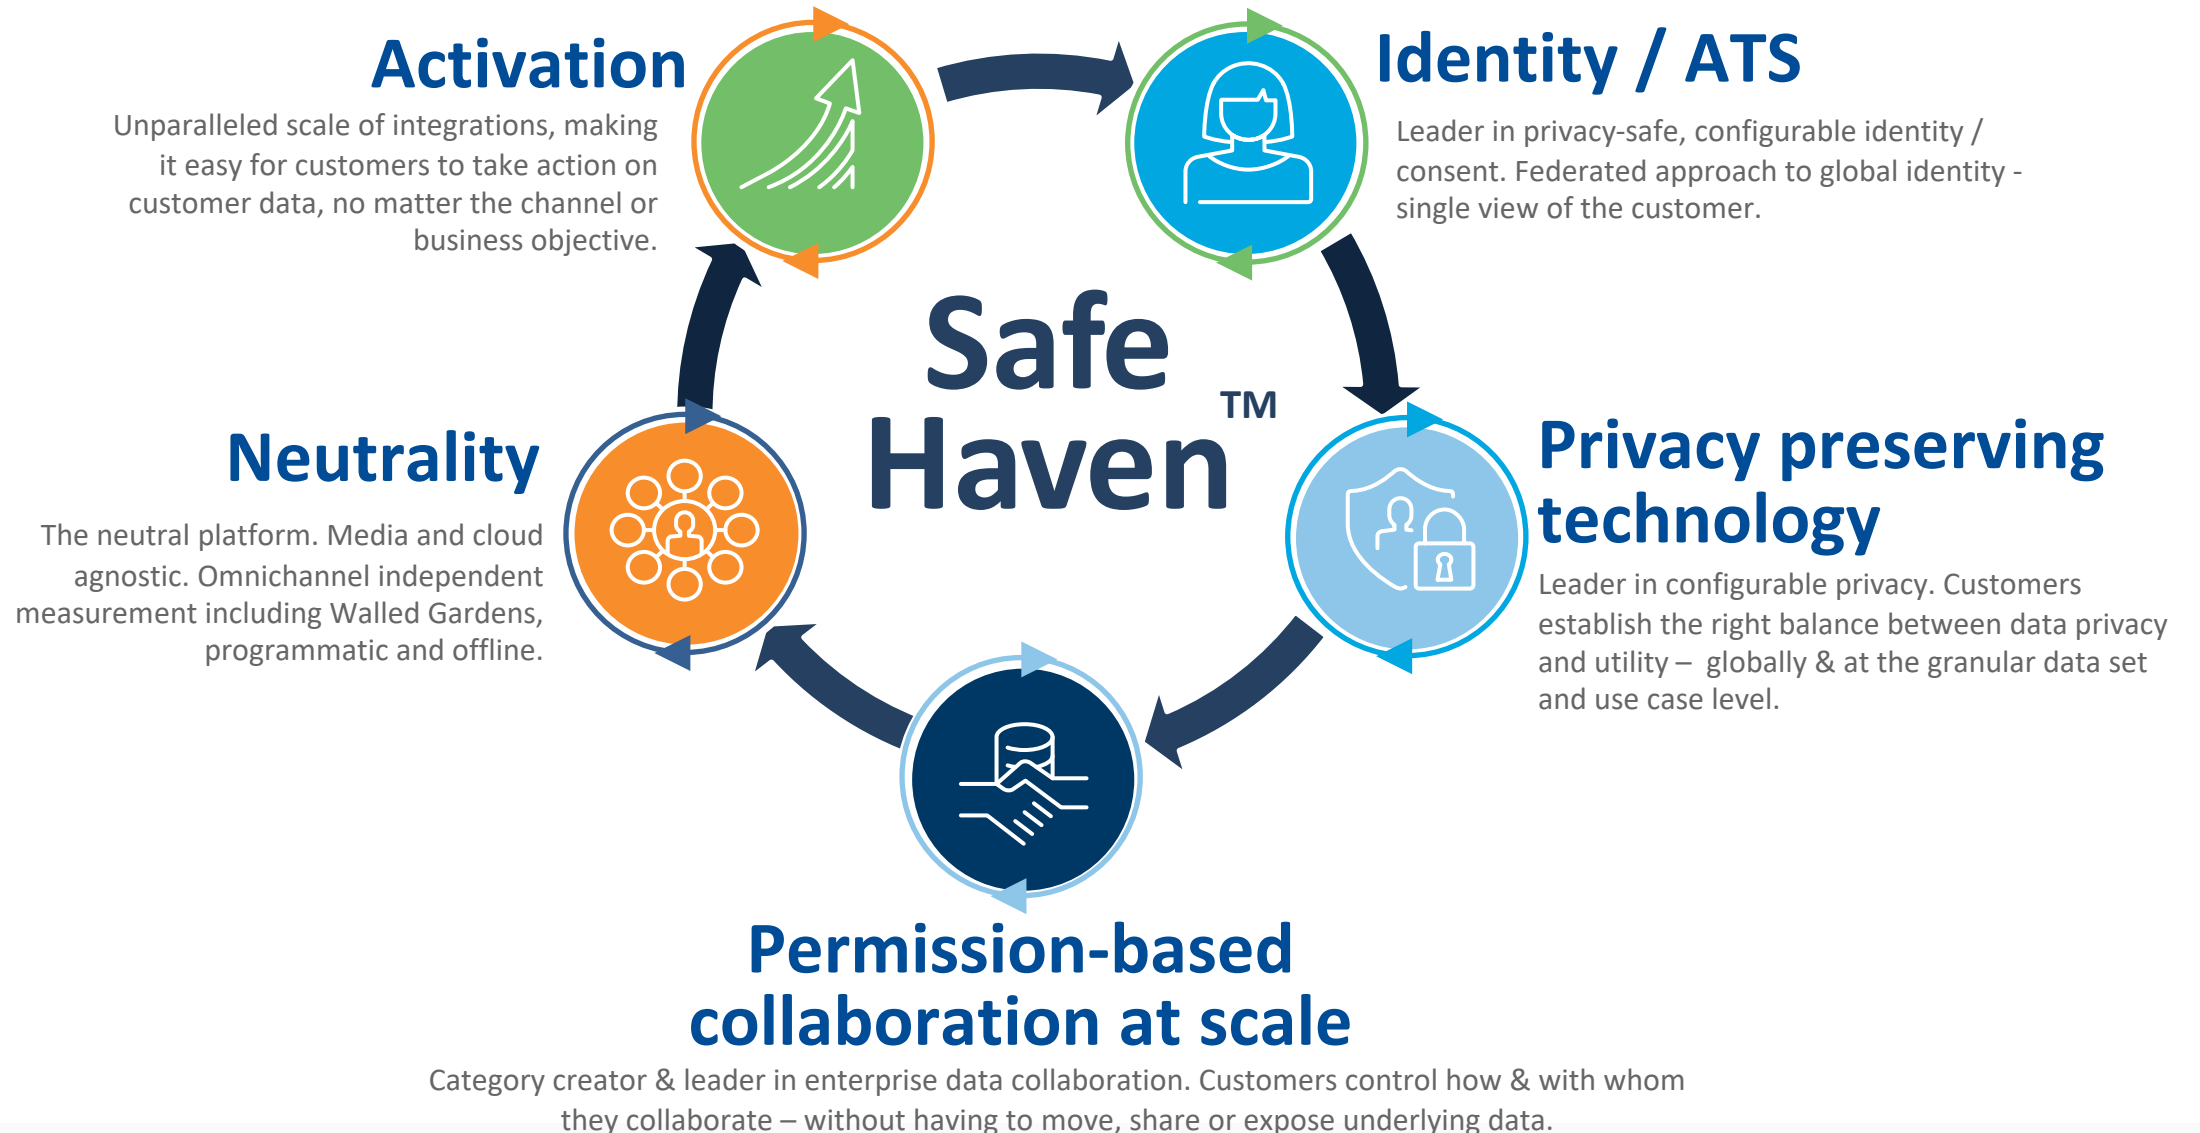 Activation
Unparalleled scale of integrations, making
it easy for customers to take action on
customer data, no matter the channel or
business objective.
Identity / ATS
Leader in privacy-safe, configurable identity /
consent. Federated approach to global identity -
single view of the customer.
Safe
Haven™
Neutrality
The neutral platform. Media and cloud
agnostic. Omnichannel independent
measurement including Walled Gardens,
programmatic and offline.
Privacy preserving
technology
Leader in configurable privacy. Customers
establish the right balance between data privacy
and utility – globally & at the granular data set
and use case level.
Permission-based
collaboration at scale
Category creator & leader in enterprise data collaboration. Customers control how & with whom
they collaborate – without having to move, share or expose underlying data.